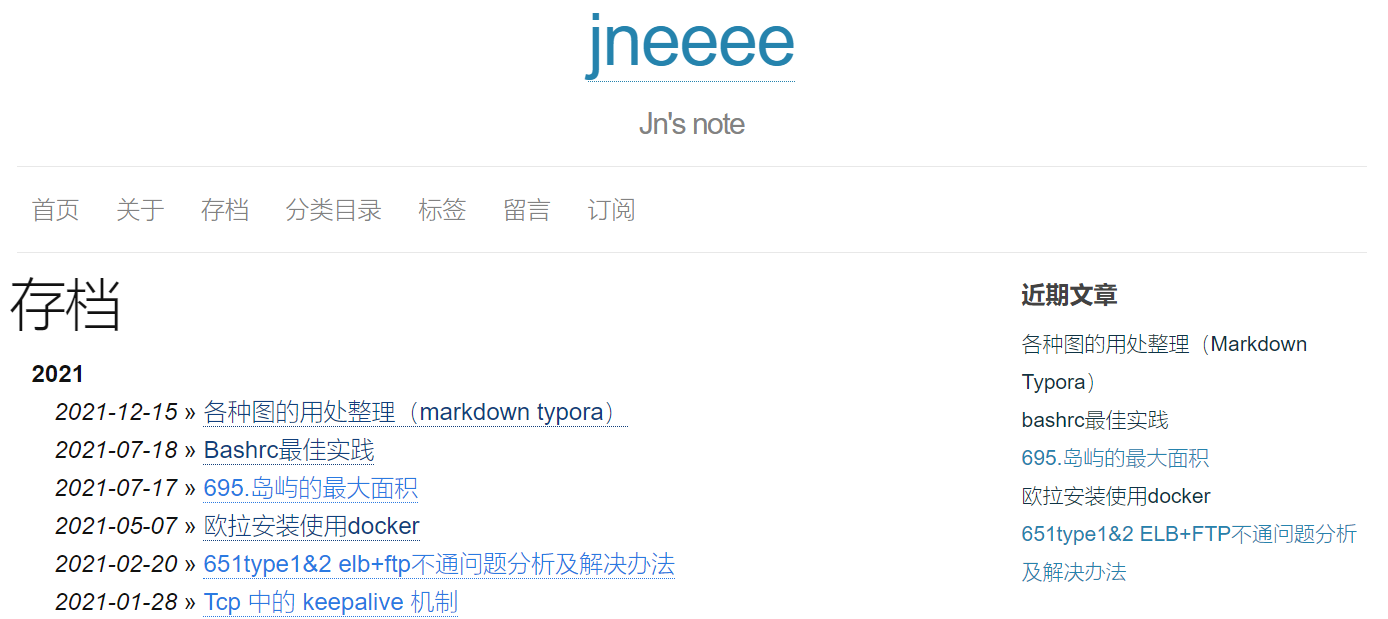 jneeee
Jn's note
首页 关于 存档 分类目录 标签 留言 订阅
存档
2021
2021-12-15 » 各种图的用处整理（markdown typora）
2021-07-18 » Bashrc最佳实践
2021-07-17 » 695.岛屿的最大面积
2021-05-07 » 欧拉安装使用docker
2021-02-20 » 651type1&2 elb+ftp不通问题分析及解决办法
2021-01-28 » Tcp 中的 keepalive 机制
近期文章
各种图的用处整理（Markdown
Typora）
bashrc最佳实践
695.岛屿的最大面积
欧拉安装使用docker
651type1&2 ELB+FTP不通问题分析
及解决办法